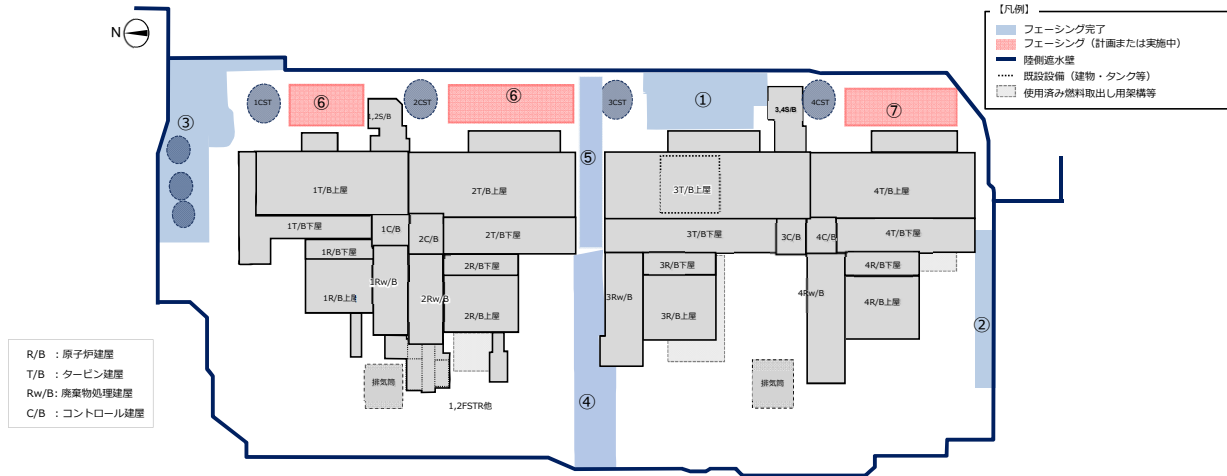 N
【凡例】
フェーシング完了
フェーシング（計画または実施中）
陸側遮水壁
既設設備（建物・タンク等）
使用済み燃料取出し用架構等
③
1CST
⑥
1,2S/B
2CST
⑥
3CST
①
3,4S/B
4CST
⑦
⑤
1T/B上屋
2T/B上屋
3T/B上屋
4T/B上屋
1T/B下屋
1C/B
2C/B
2T/B下屋
3T/B下屋
3C/B
4C/B
4T/B下屋
1R/B下屋
2R/B下屋
3R/B下屋
4R/B下屋
1Rw/B
2Rw/B
3Rw/B
4Rw/B
1R/B上屋
2R/B上屋
3R/B上屋
4R/B上屋
②
排気筒
排気筒
④
1,2FSTR他
R/B ：原子炉建屋
T/B ：タービン建屋
Rw/B：廃棄物処理建屋
C/B ：コントロール建屋